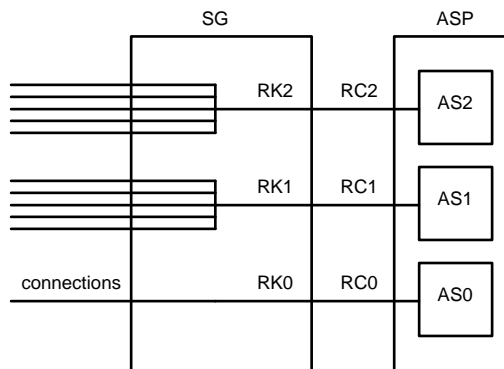 SG ASP
RK2 RC2 AS2
RK1 RC1 AS1
connections RK0 RC0 AS0